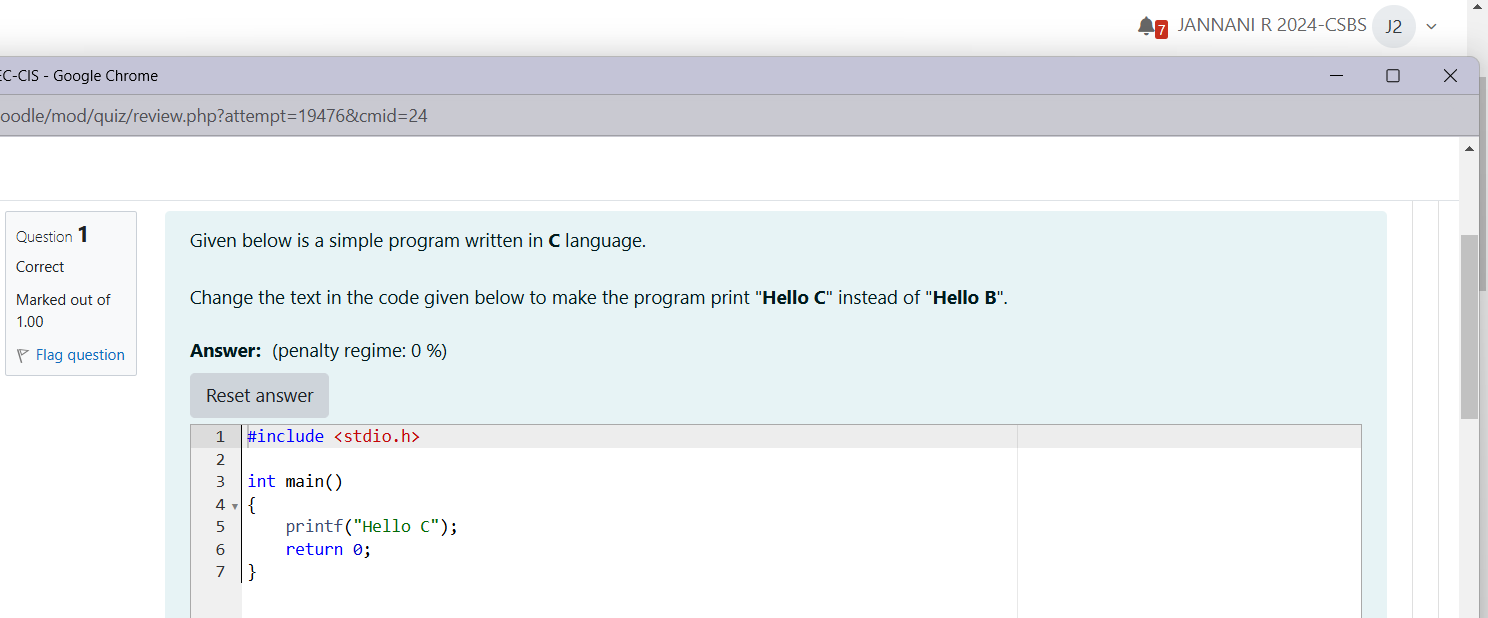 7 JANNANI R 2024-CSBS J2
EC-CIS - Google Chrome
oodle/mod/quiz/review.php?attempt=19476&cmid=24
Question 1
Correct
Marked out of
1.00
Flag question
Given below is a simple program written in C language.
Change the text in the code given below to make the program print "Hello C" instead of "Hello B".
Answer: (penalty regime: 0 %)
Reset answer
1 #include <stdio.h>
2
3 int main()
4 {
5 printf("Hello C");
6 return 0;
7 }